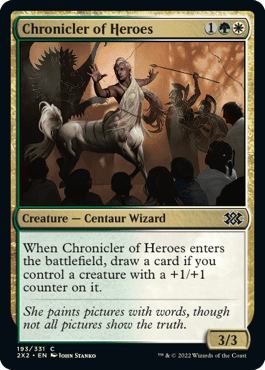 Chronicler of Heroes 1
Creature — Centaur Wizard
When Chronicler of Heroes enters
the battlefield, draw a card if you
control a creature with a +1/+1
counter on it.
She paints pictures with words, though
not all pictures show the truth.
3/3
193/331 C
2X2 • EN JOHN STANKO
™ & © 2022 Wizards of the Coast